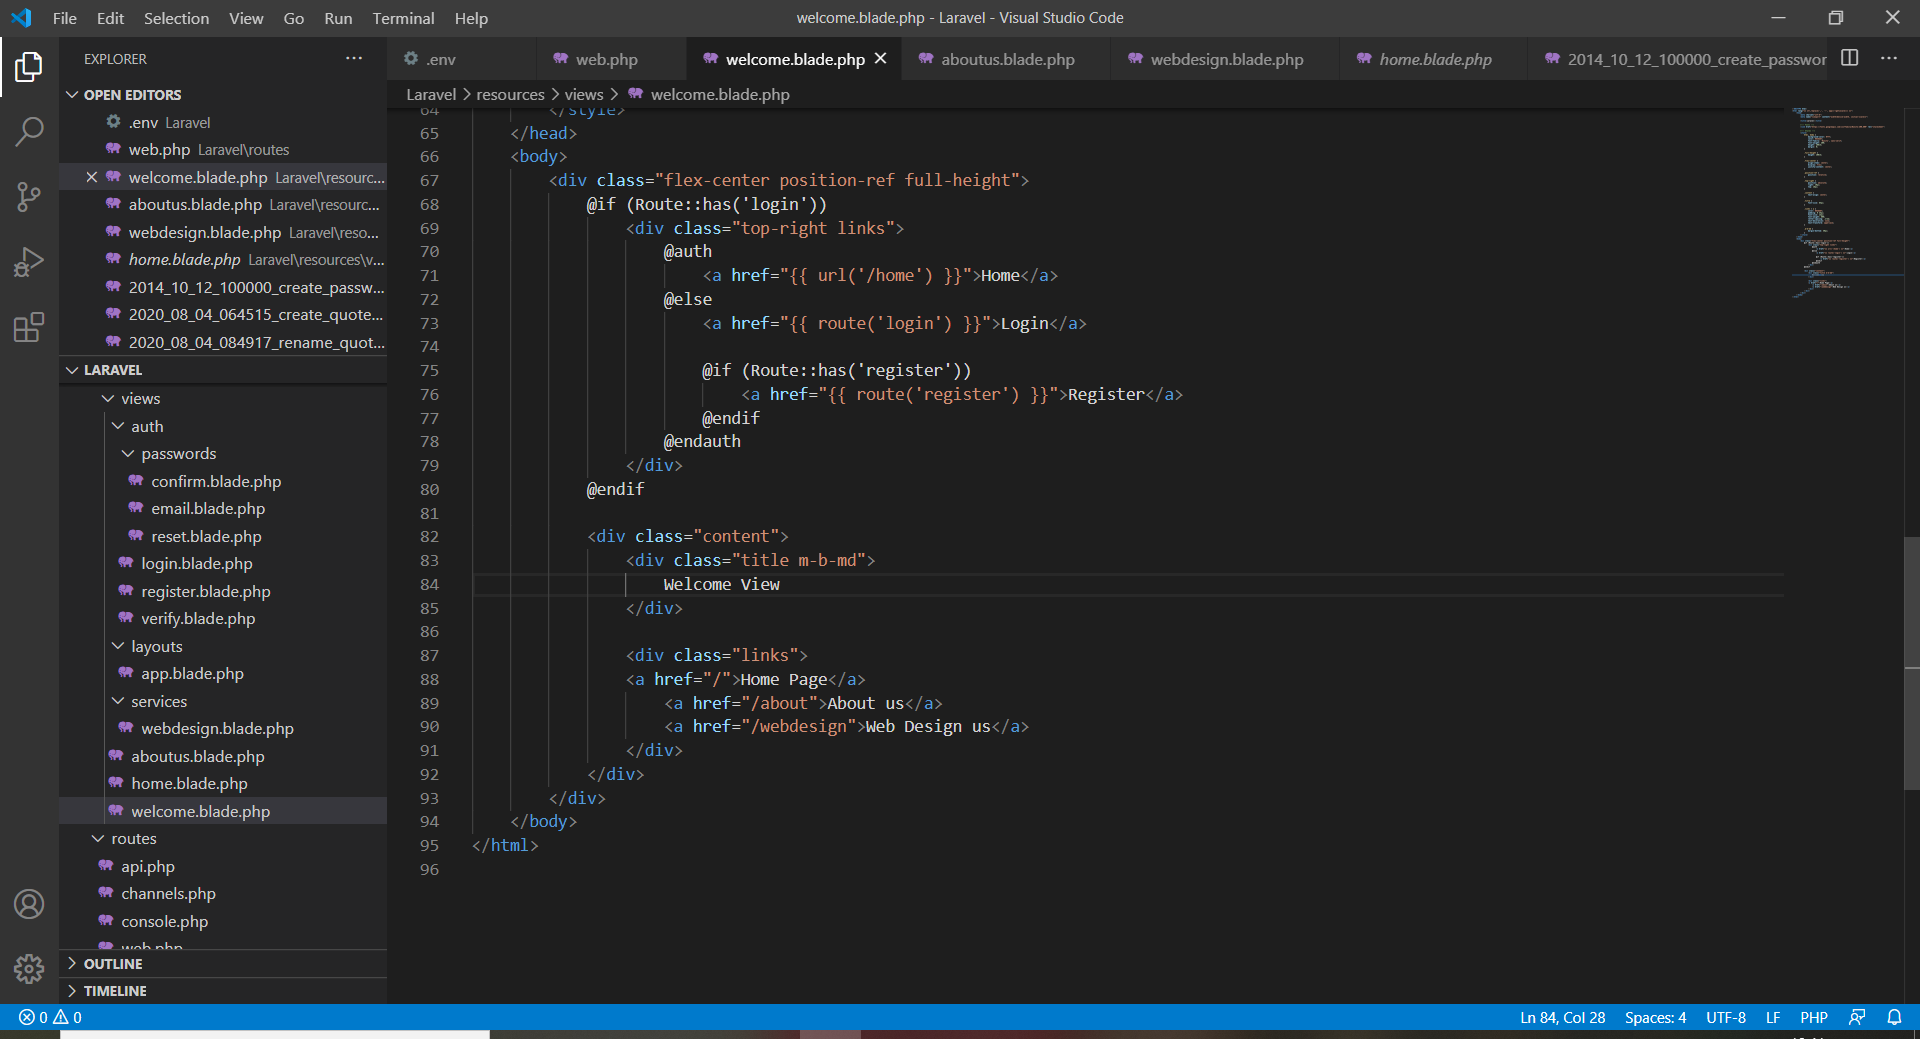 File Edit Selection View Go Run Terminal Help
welcome.blade.php - Laravel - Visual Studio Code
EXPLORER
OPEN EDITORS
.env Laravel
web.php Laravel\routes
welcome.blade.php Laravel\resourc...
aboutus.blade.php Laravel\resourc...
webdesign.blade.php Laravel\reso...
home.blade.php Laravel\resources\v...
2014_10_12_100000_create_passw...
2020_08_04_064515_create_quote...
2020_08_04_084917_rename_quot...
LARAVEL
views
auth
passwords
confirm.blade.php
email.blade.php
reset.blade.php
login.blade.php
register.blade.php
verify.blade.php
layouts
app.blade.php
services
webdesign.blade.php
aboutus.blade.php
home.blade.php
welcome.blade.php
routes
api.php
channels.php
console.php
web.php
OUTLINE
TIMELINE
.env web.php welcome.blade.php aboutus.blade.php webdesign.blade.php home.blade.php 2014_10_12_100000_create_passwor
Laravel > resources > views > welcome.blade.php
64 </style>
65 </head>
66 <body>
67 <div class="flex-center position-ref full-height">
68 @if (Route::has('login'))
69 <div class="top-right links">
70 @auth
71 <a href="{{ url('/home') }}">Home</a>
72 @else
73 <a href="{{ route('login') }}">Login</a>
74
75 @if (Route::has('register'))
76 <a href="{{ route('register') }}">Register</a>
77 @endif
78 @endauth
79 </div>
80 @endif
81
82 <div class="content">
83 <div class="title m-b-md">
84 Welcome View
85 </div>
86
87 <div class="links">
88 <a href="/">Home Page</a>
89 <a href="/about">About us</a>
90 <a href="/webdesign">Web Design us</a>
91 </div>
92 </div>
93 </div>
94 </body>
95 </html>
96
0 0
Ln 84, Col 28 Spaces: 4 UTF-8 LF PHP